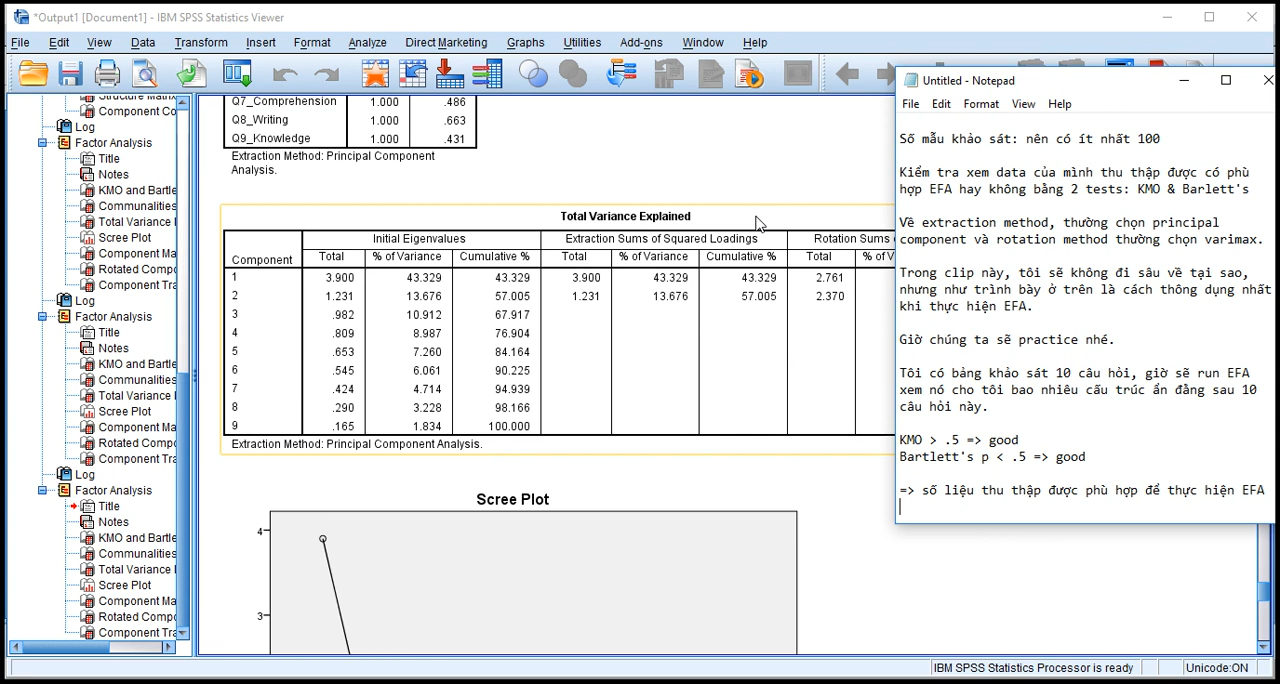 *Output1 [Document1] - IBM SPSS Statistics Viewer
File Edit View Data Transform Insert Format Analyze Direct Marketing Graphs Utilities Add-ons Window Help
Component Co
Log
Factor Analysis
Title
Notes
KMO and Bartle
Communalities
Total Variance
Scree Plot
Component Ma
Rotated Compo
Component Tra
Log
Factor Analysis
Title
Notes
KMO and Bartle
Communalities
Total Variance
Scree Plot
Component Ma
Rotated Compo
Component Tra
Log
Factor Analysis
Title
Notes
KMO and Bartle
Communalities
Total Variance
Scree Plot
Component Ma
Rotated Compo
Component Tra
Q7_Comprehension 1.000 .486
Q8_Writing 1.000 .663
Q9_Knowledge 1.000 .431
Extraction Method: Principal Component
Analysis.
Total Variance Explained
Initial Eigenvalues Extraction Sums of Squared Loadings Rotation Sums
Component Total % of Variance Cumulative % Total % of Variance Cumulative % Total % of V
1 3.900 43.329 43.329 3.900 43.329 43.329 2.761
2 1.231 13.676 57.005 1.231 13.676 57.005 2.370
3 .982 10.912 67.917
4 .809 8.987 76.904
5 .653 7.260 84.164
6 .545 6.061 90.225
7 .424 4.714 94.939
8 .290 3.228 98.166
9 .165 1.834 100.000
Extraction Method: Principal Component Analysis.
Scree Plot
4
3
Untitled - Notepad
File Edit Format View Help
Số mẫu khảo sát: nên có ít nhất 100
Kiểm tra xem data của mình thu thập được có phù
hợp EFA hay không bằng 2 tests: KMO & Barlett's
Về extraction method, thường chọn principal
component và rotation method thường chọn varimax.
Trong clip này, tôi sẽ không đi sâu về tại sao,
nhưng như trình bày ở trên là cách thông dụng nhất
khi thực hiện EFA.
Giờ chúng ta sẽ practice nhé.
Tôi có bảng khảo sát 10 câu hỏi, giờ sẽ run EFA
xem nó cho tôi bao nhiêu cấu trúc ẩn đằng sau 10
câu hỏi này.
KMO > .5 => good
Bartlett's p < .5 => good
=> số liệu thu thập được phù hợp để thực hiện EFA
IBM SPSS Statistics Processor is ready Unicode:ON